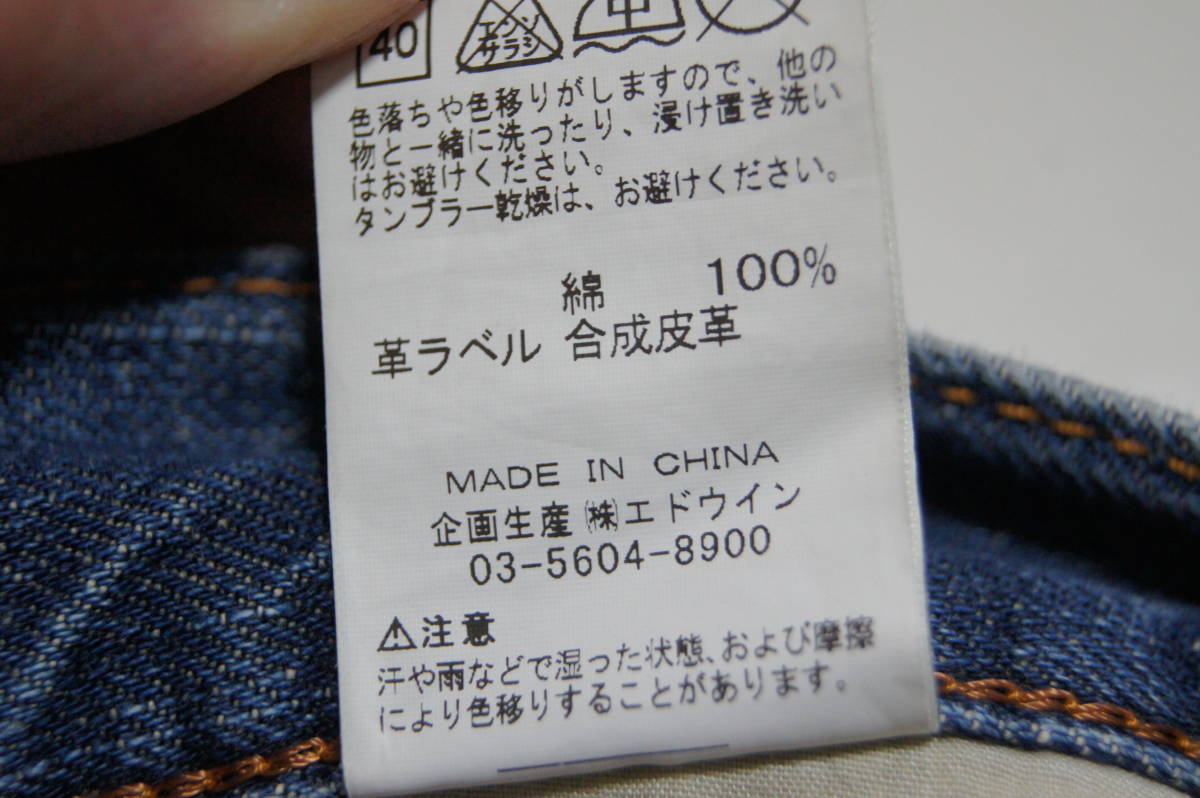 40 エンソ 中
サラシ
色落ちや色移りがしますので、他の
物と一緒に洗ったり、浸け置き洗い
はお避けください。
タンブラー乾燥は、お避けください。
綿 100%
革ラベル 合成皮革
MADE IN CHINA
企画生産 ㈱エドウイン
03-5604-8900
⚠注意
汗や雨などで湿った状態、および摩擦
により色移りすることがあります。